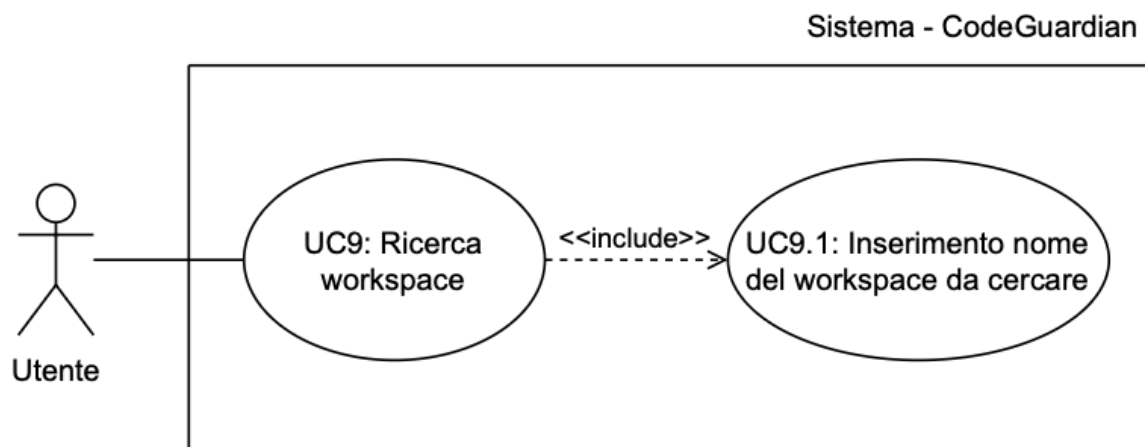 Sistema - CodeGuardian
UC9: Ricerca
workspace
<<include>>
UC9.1: Inserimento nome
del workspace da cercare
Utente